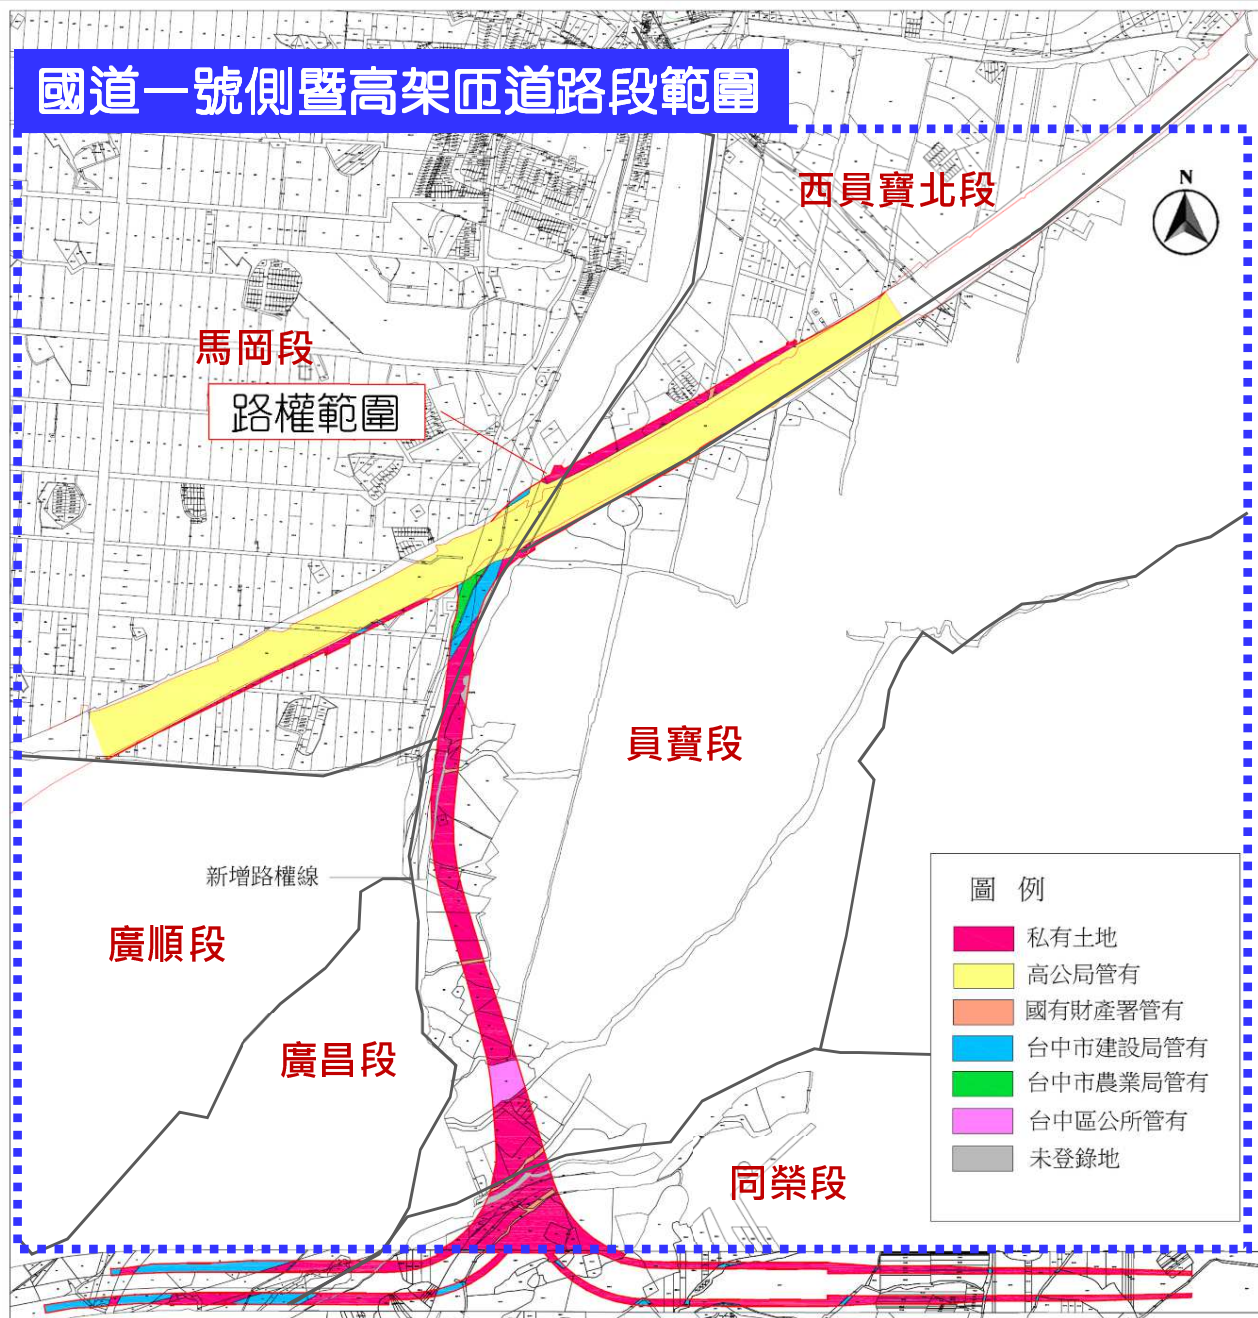 國道一號側暨高架匝道路段範圍
西員寶北段
N
馬岡段
路權範圍
員寶段
新增路權線
廣順段
廣昌段
同榮段
圖 例
私有土地
高公局管有
國有財產署管有
台中市建設局管有
台中市農業局管有
台中區公所管有
未登錄地